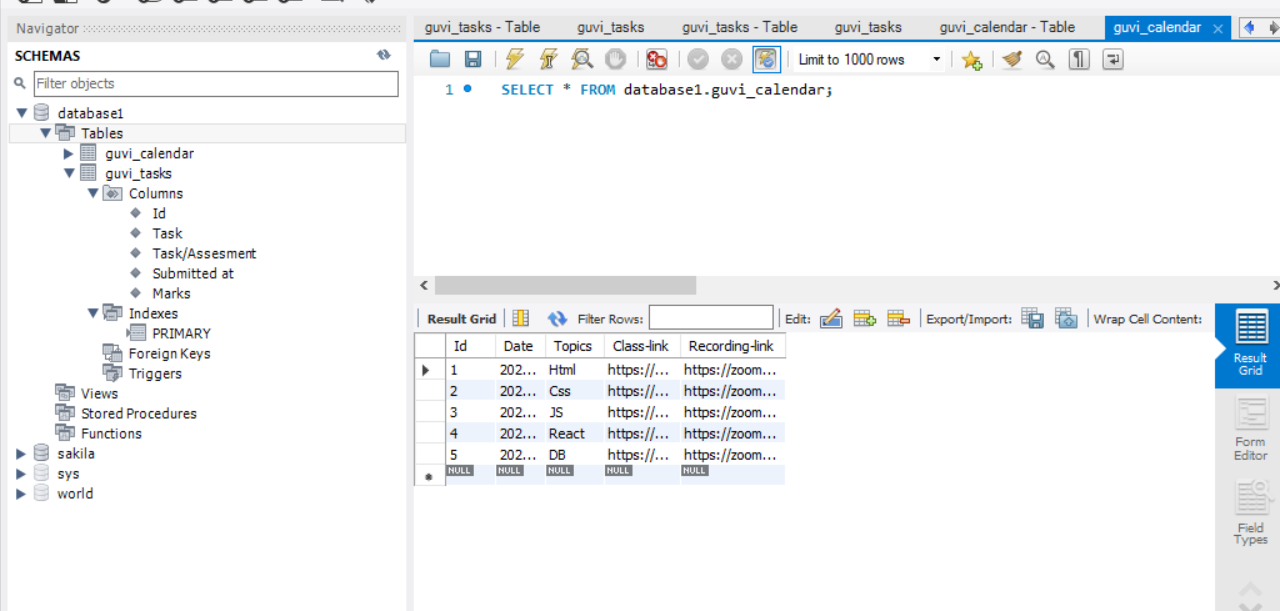 Navigator
SCHEMAS
Filter objects
database1
Tables
guvi_calendar
guvi_tasks
Columns
Id
Task
Task/Assesment
Submitted at
Marks
Indexes
PRIMARY
Foreign Keys
Triggers
Views
Stored Procedures
Functions
sakila
sys
world
guvi_tasks - Table guvi_tasks guvi_tasks - Table guvi_tasks guvi_calendar - Table guvi_calendar
Limit to 1000 rows
1 SELECT * FROM database1.guvi_calendar;
Result Grid Filter Rows: Edit: Export/Import: Wrap Cell Content:
Id Date Topics Class-link Recording-link
1 202... Html https://... https://zoom...
2 202... Css https://... https://zoom...
3 202... JS https://... https://zoom...
4 202... React https://... https://zoom...
5 202... DB https://... https://zoom...
NULL NULL NULL NULL NULL
Result
Grid
Form
Editor
Field
Types